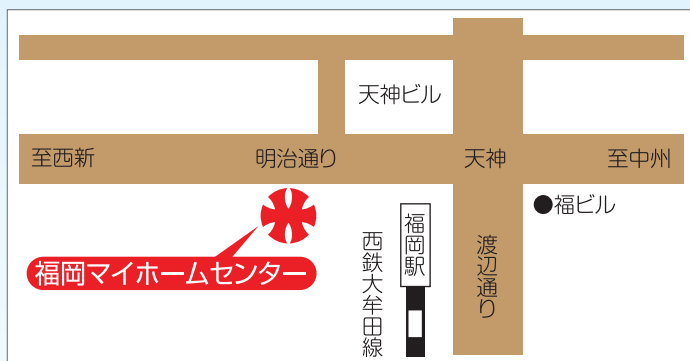 天神ビル
至西新
明治通り
天神
至中州
●福ビル
福岡マイホームセンター
西鉄大牟田線
福岡駅
渡辺通り